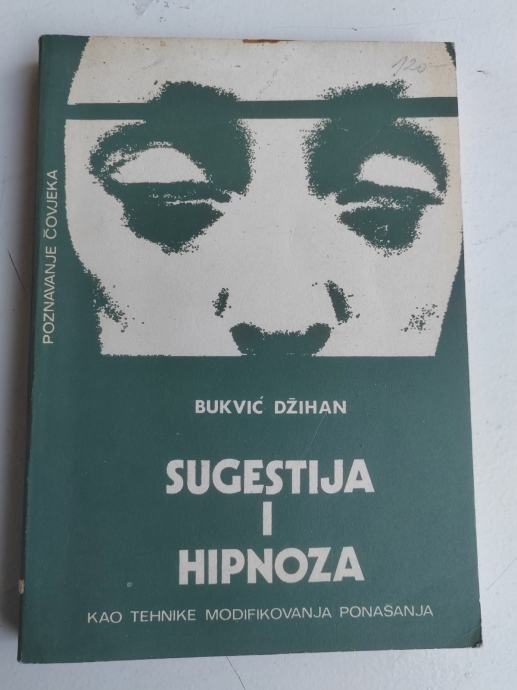 120-
POZNAVANJE ČOVJEKA
BUKVIĆ DŽIHAN
SUGESTIJA
I
HIPNOZA
KAO TEHNIKE MODIFIKOVANJA PONAŠANJA